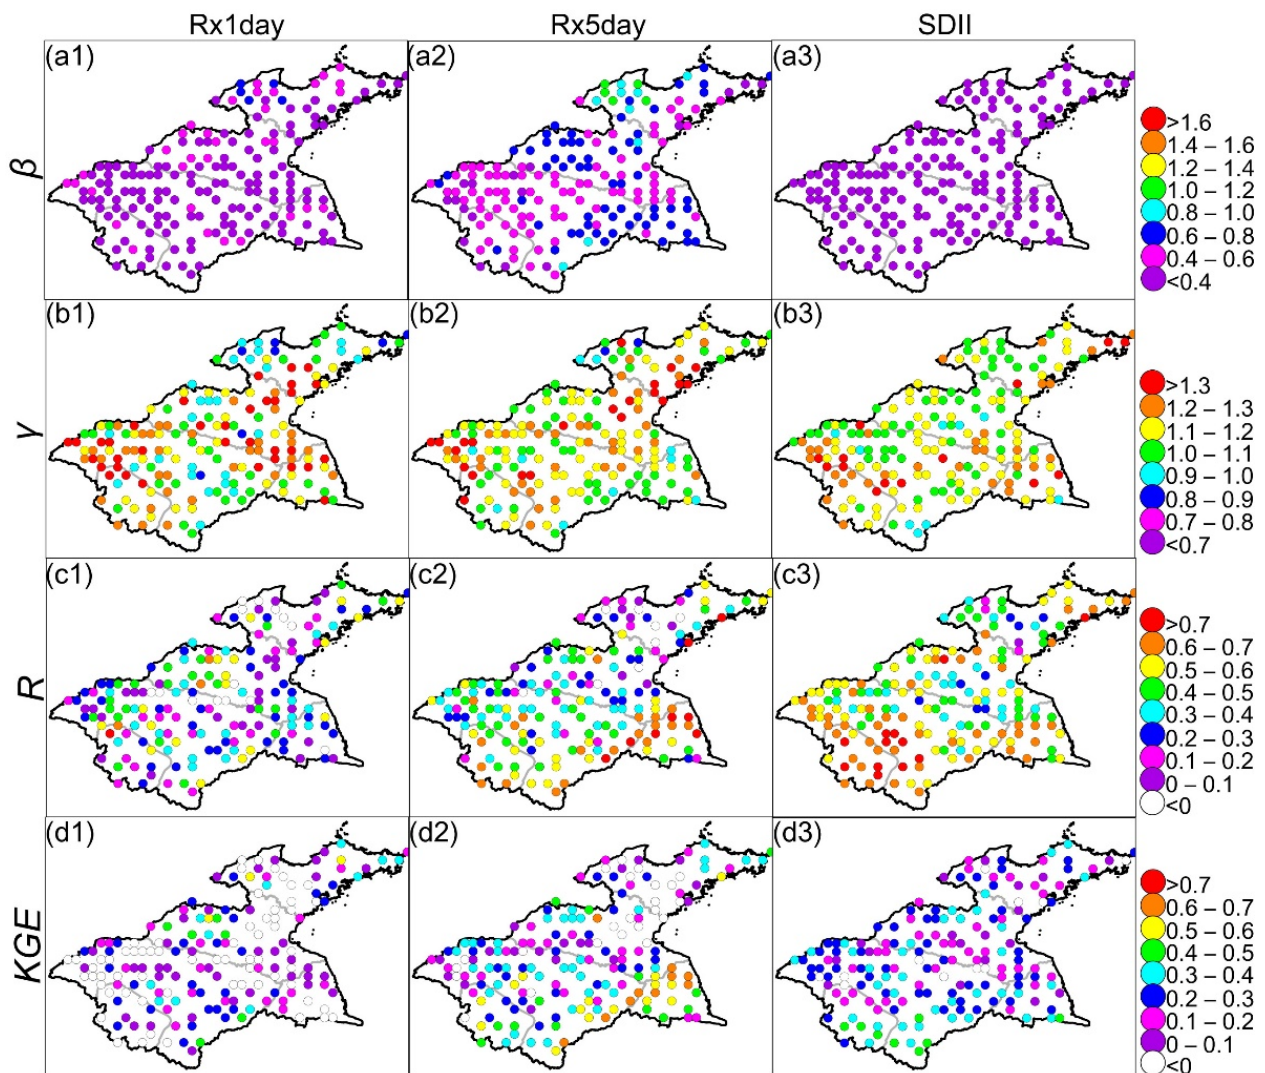 Rx1day Rx5day SDII
(a1) (a2) (a3)
β
>1.6
1.4 – 1.6
1.2 – 1.4
1.0 – 1.2
0.8 – 1.0
0.6 – 0.8
0.4 – 0.6
<0.4
(b1) (b2) (b3)
γ
>1.3
1.2 – 1.3
1.1 – 1.2
1.0 – 1.1
0.9 – 1.0
0.8 – 0.9
0.7 – 0.8
<0.7
(c1) (c2) (c3)
R
>0.7
0.6 – 0.7
0.5 – 0.6
0.4 – 0.5
0.3 – 0.4
0.2 – 0.3
0.1 – 0.2
0 – 0.1
<0
(d1) (d2) (d3)
KGE
>0.7
0.6 – 0.7
0.5 – 0.6
0.4 – 0.5
0.3 – 0.4
0.2 – 0.3
0.1 – 0.2
0 – 0.1
<0